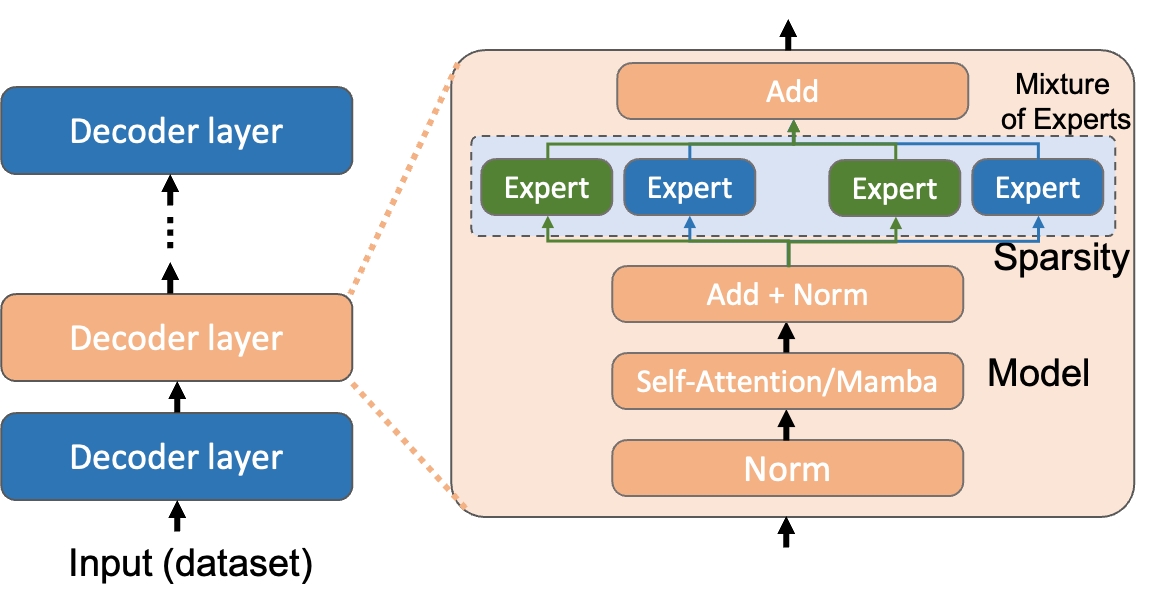 Decoder layer
Decoder layer
Decoder layer
Input (dataset)
Add
Mixture
of Experts
Expert
Expert
Expert
Expert
Sparsity
Add + Norm
Self-Attention/Mamba
Model
Norm